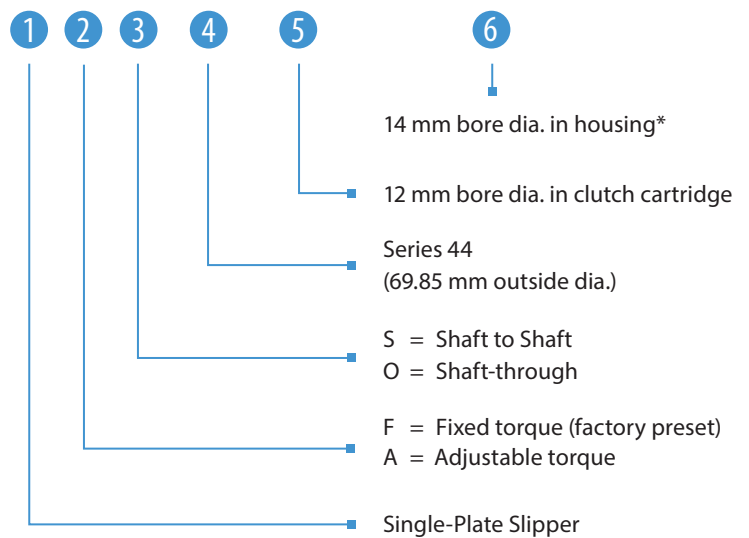 1 2 3 4 5 6
14 mm bore dia. in housing*
12 mm bore dia. in clutch cartridge
Series 44
(69.85 mm outside dia.)
S = Shaft to Shaft
O = Shaft-through
F = Fixed torque (factory preset)
A = Adjustable torque
Single-Plate Slipper